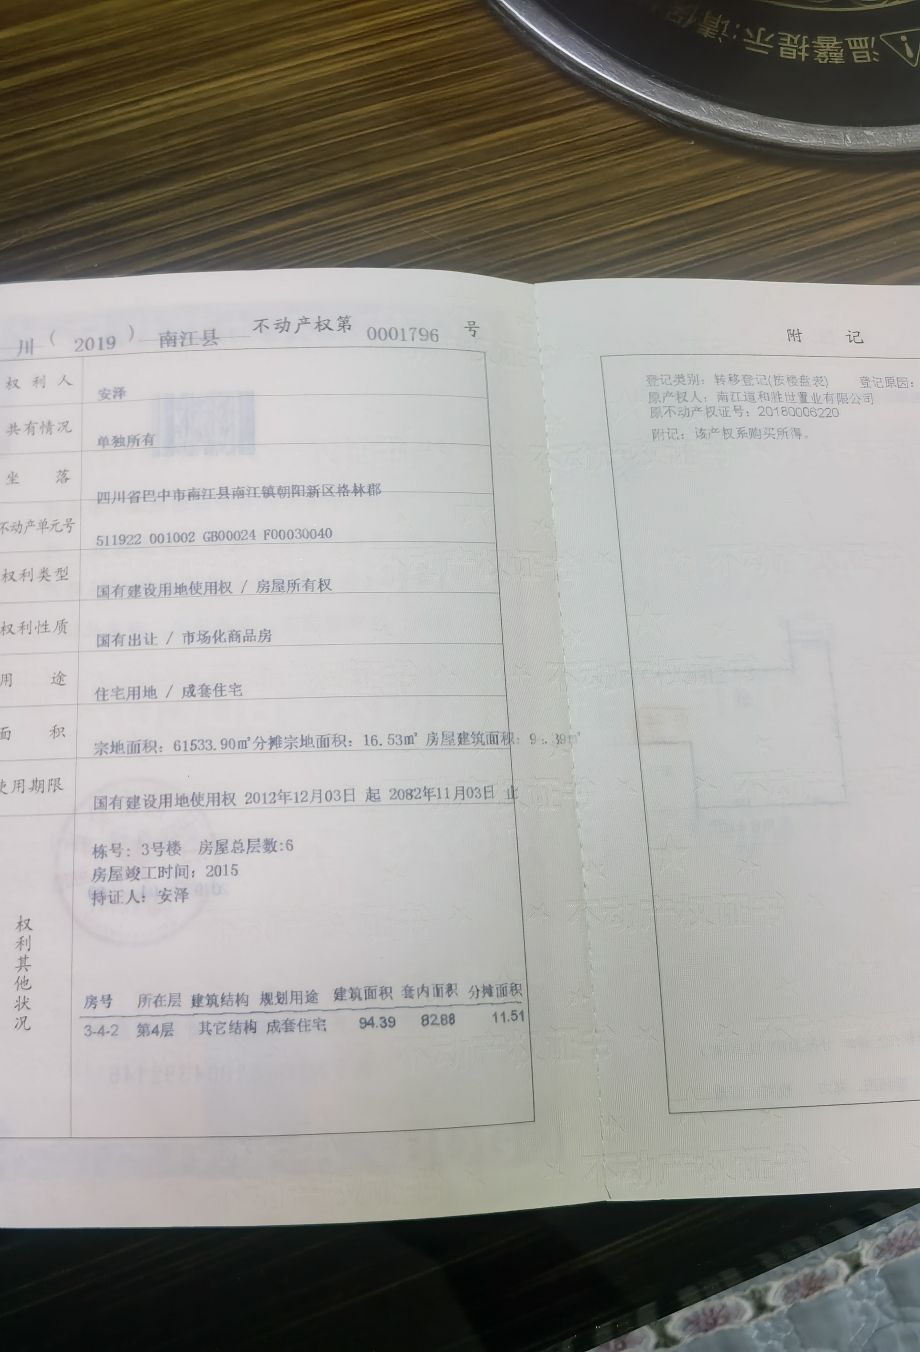 温馨提示:请保
川（2019）南江县 不动产权第 0001796 号
权利人 安泽
共有情况 单独所有
坐落 四川省巴中市南江县南江镇朝阳新区格林郡
不动产单元号 511922 001002 GB00024 F00030040
权利类型 国有建设用地使用权 / 房屋所有权
权利性质 国有出让 / 市场化商品房
用途 住宅用地 / 成套住宅
面积 宗地面积：61533.90㎡分摊宗地面积：16.53㎡ 房屋建筑面积：
使用期限 国有建设用地使用权 2012年12月03日 起 2082年11月03日 止
权利其他状况
栋号: 3号楼 房屋总层数:6
房屋竣工时间：2015
持证人：安泽
房号 所在层 建筑结构 规划用途 建筑面积 套内面积 分摊面积
3-4-2 第4层 其它结构 成套住宅 94.39 82.88 11.51
附记
登记类别：转移登记(按楼盘表) 登记原因：
原产权人：南江道和胜世置业有限公司
原不动产权证号：20180006220
附记：该产权系购买所得。